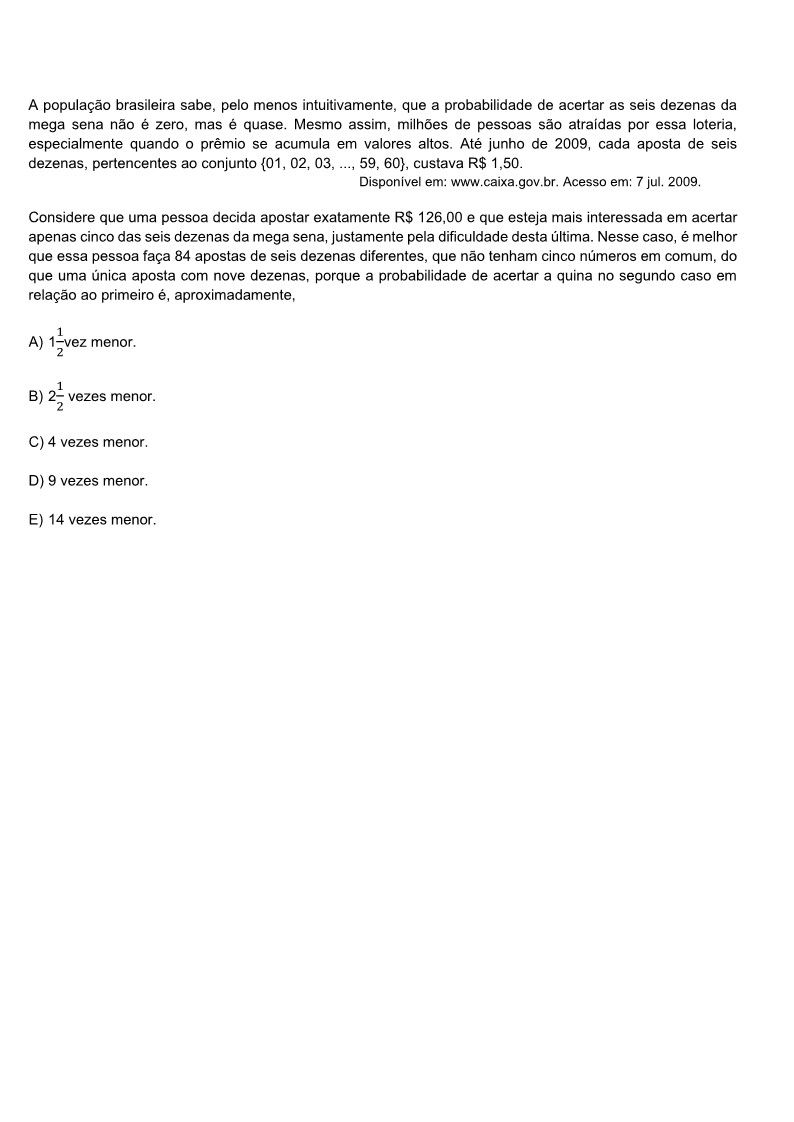 A população brasileira sabe, pelo menos intuitivamente, que a probabilidade de acertar as seis dezenas da
mega sena não é zero, mas é quase. Mesmo assim, milhões de pessoas são atraídas por essa loteria,
especialmente quando o prêmio se acumula em valores altos. Até junho de 2009, cada aposta de seis
dezenas, pertencentes ao conjunto {01, 02, 03, ..., 59, 60}, custava R$ 1,50.
Disponível em: www.caixa.gov.br. Acesso em: 7 jul. 2009.
Considere que uma pessoa decida apostar exatamente R$ 126,00 e que esteja mais interessada em acertar
apenas cinco das seis dezenas da mega sena, justamente pela dificuldade desta última. Nesse caso, é melhor
que essa pessoa faça 84 apostas de seis dezenas diferentes, que não tenham cinco números em comum, do
que uma única aposta com nove dezenas, porque a probabilidade de acertar a quina no segundo caso em
relação ao primeiro é, aproximadamente,
A) 1 1/2 vez menor.
B) 2 1/2 vezes menor.
C) 4 vezes menor.
D) 9 vezes menor.
E) 14 vezes menor.